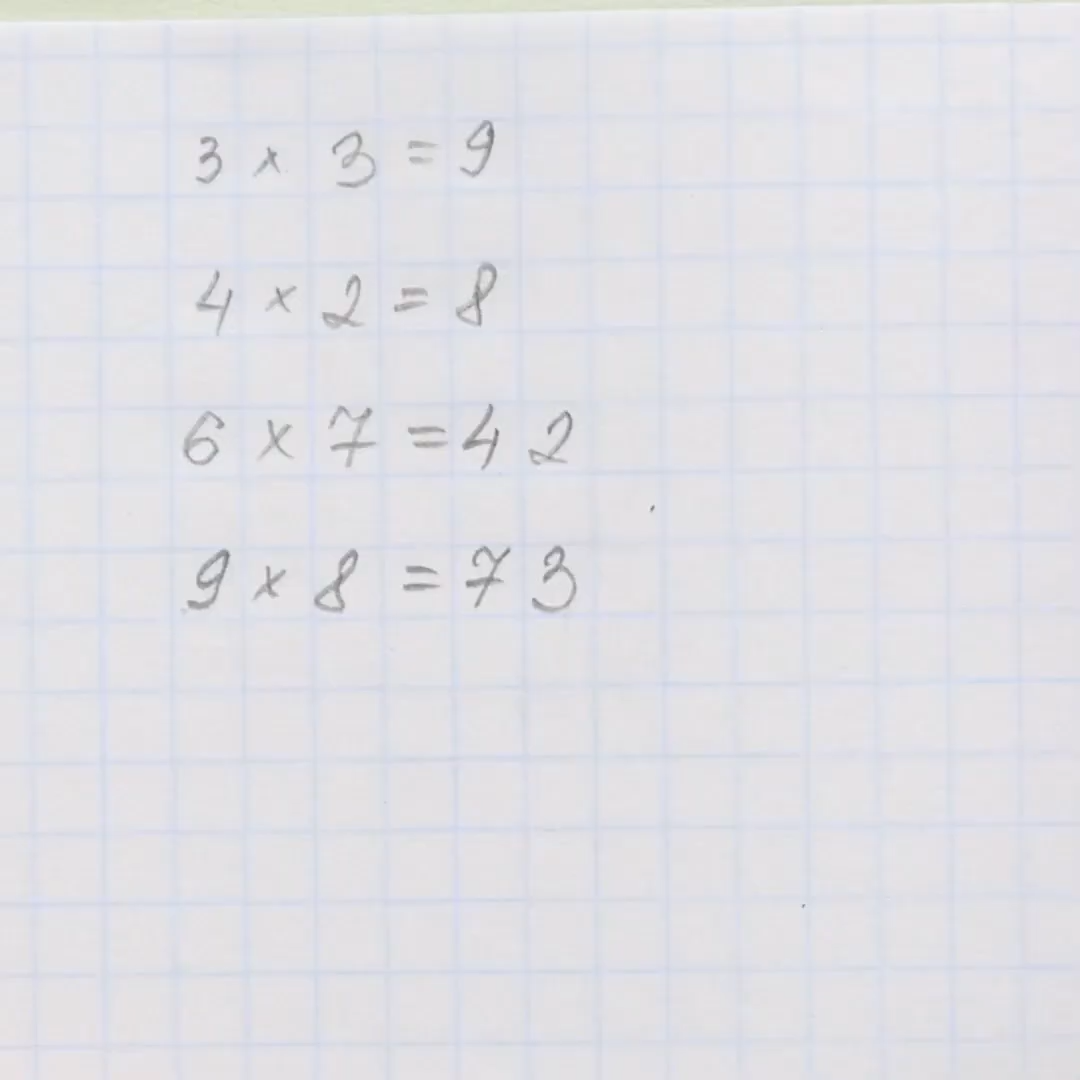 3 × 3 = 9
4 × 2 = 8
6 × 7 = 42
9 × 8 = 73